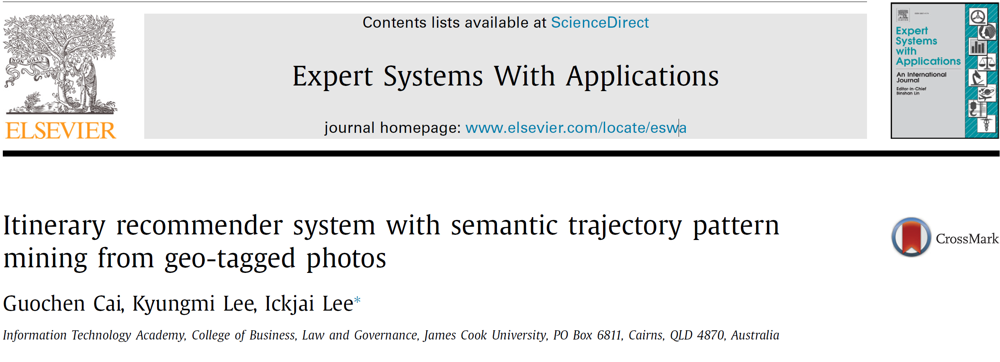 Contents lists available at ScienceDirect
Expert Systems With Applications
journal homepage: www.elsevier.com/locate/eswa
NON SOLUS
ELSEVIER
ELSEVIER
Expert
Systems
with
Applications
An International
Journal
Editor-in-Chief
Binshan Lin
Itinerary recommender system with semantic trajectory pattern
mining from geo-tagged photos
CrossMark
Guochen Cai, Kyungmi Lee, Ickjai Lee*
Information Technology Academy, College of Business, Law and Governance, James Cook University, PO Box 6811, Cairns, QLD 4870, Australia